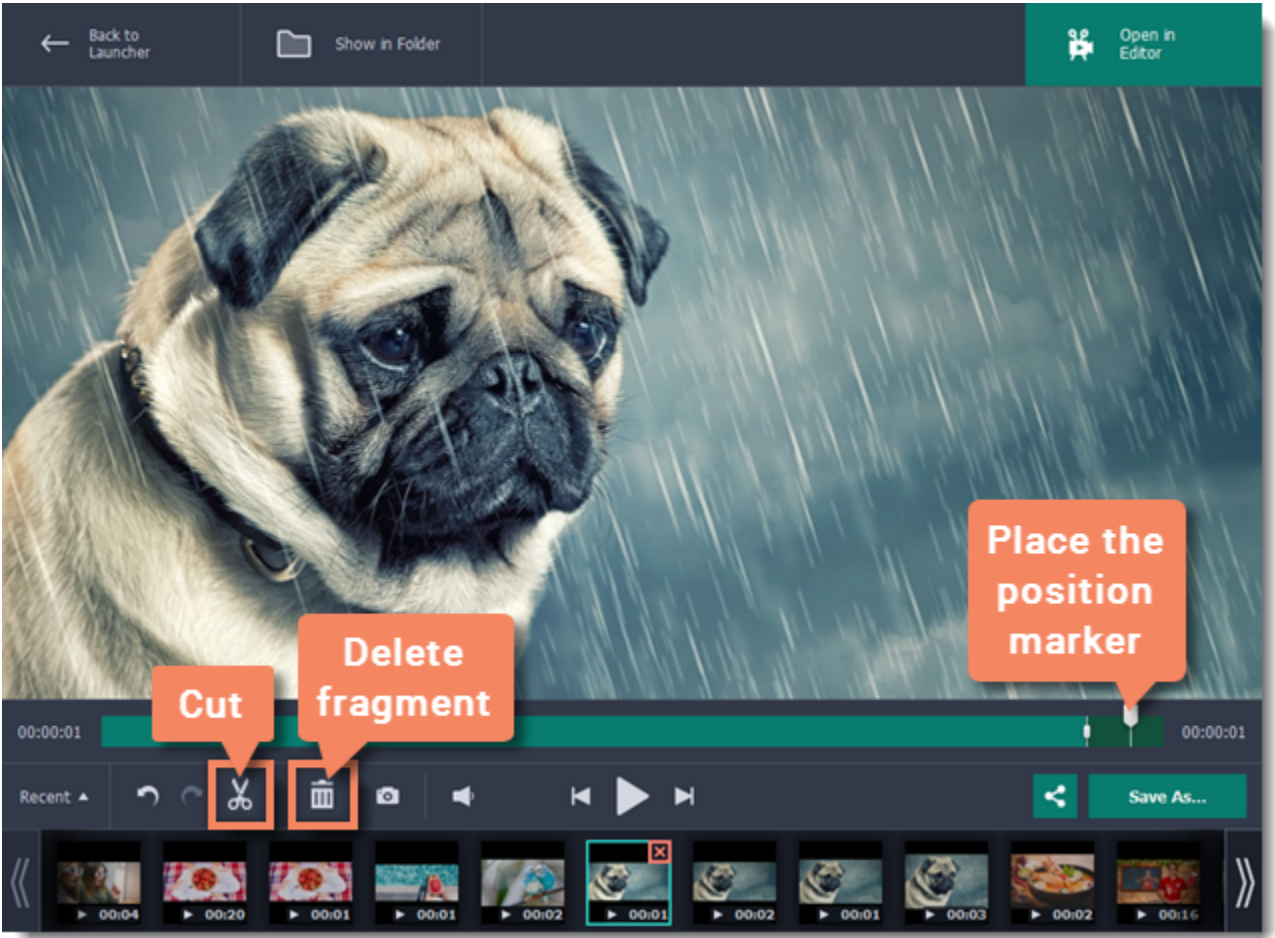 Back to
Launcher
Show in Folder
Open in
Editor
Place the
position
marker
Delete
fragment
Cut
00:00:01
00:00:01
Recent
Save As...
00:04
00:20
00:01
00:01
00:02
00:01
00:02
00:01
00:03
00:02
00:16